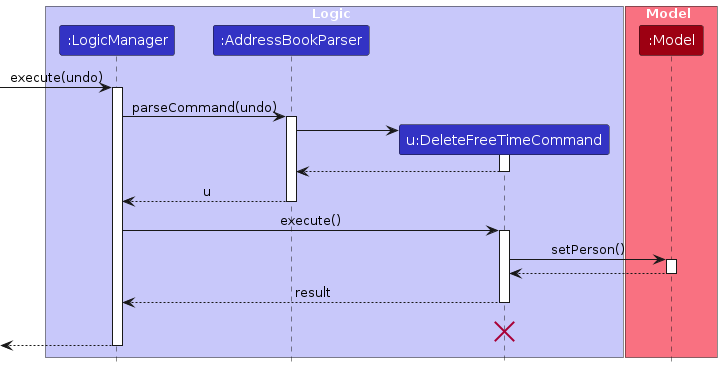 Logic
Model
:LogicManager
:AddressBookParser
:Model
execute(undo)
parseCommand(undo)
u:DeleteFreeTimeCommand
u
execute()
setPerson()
result